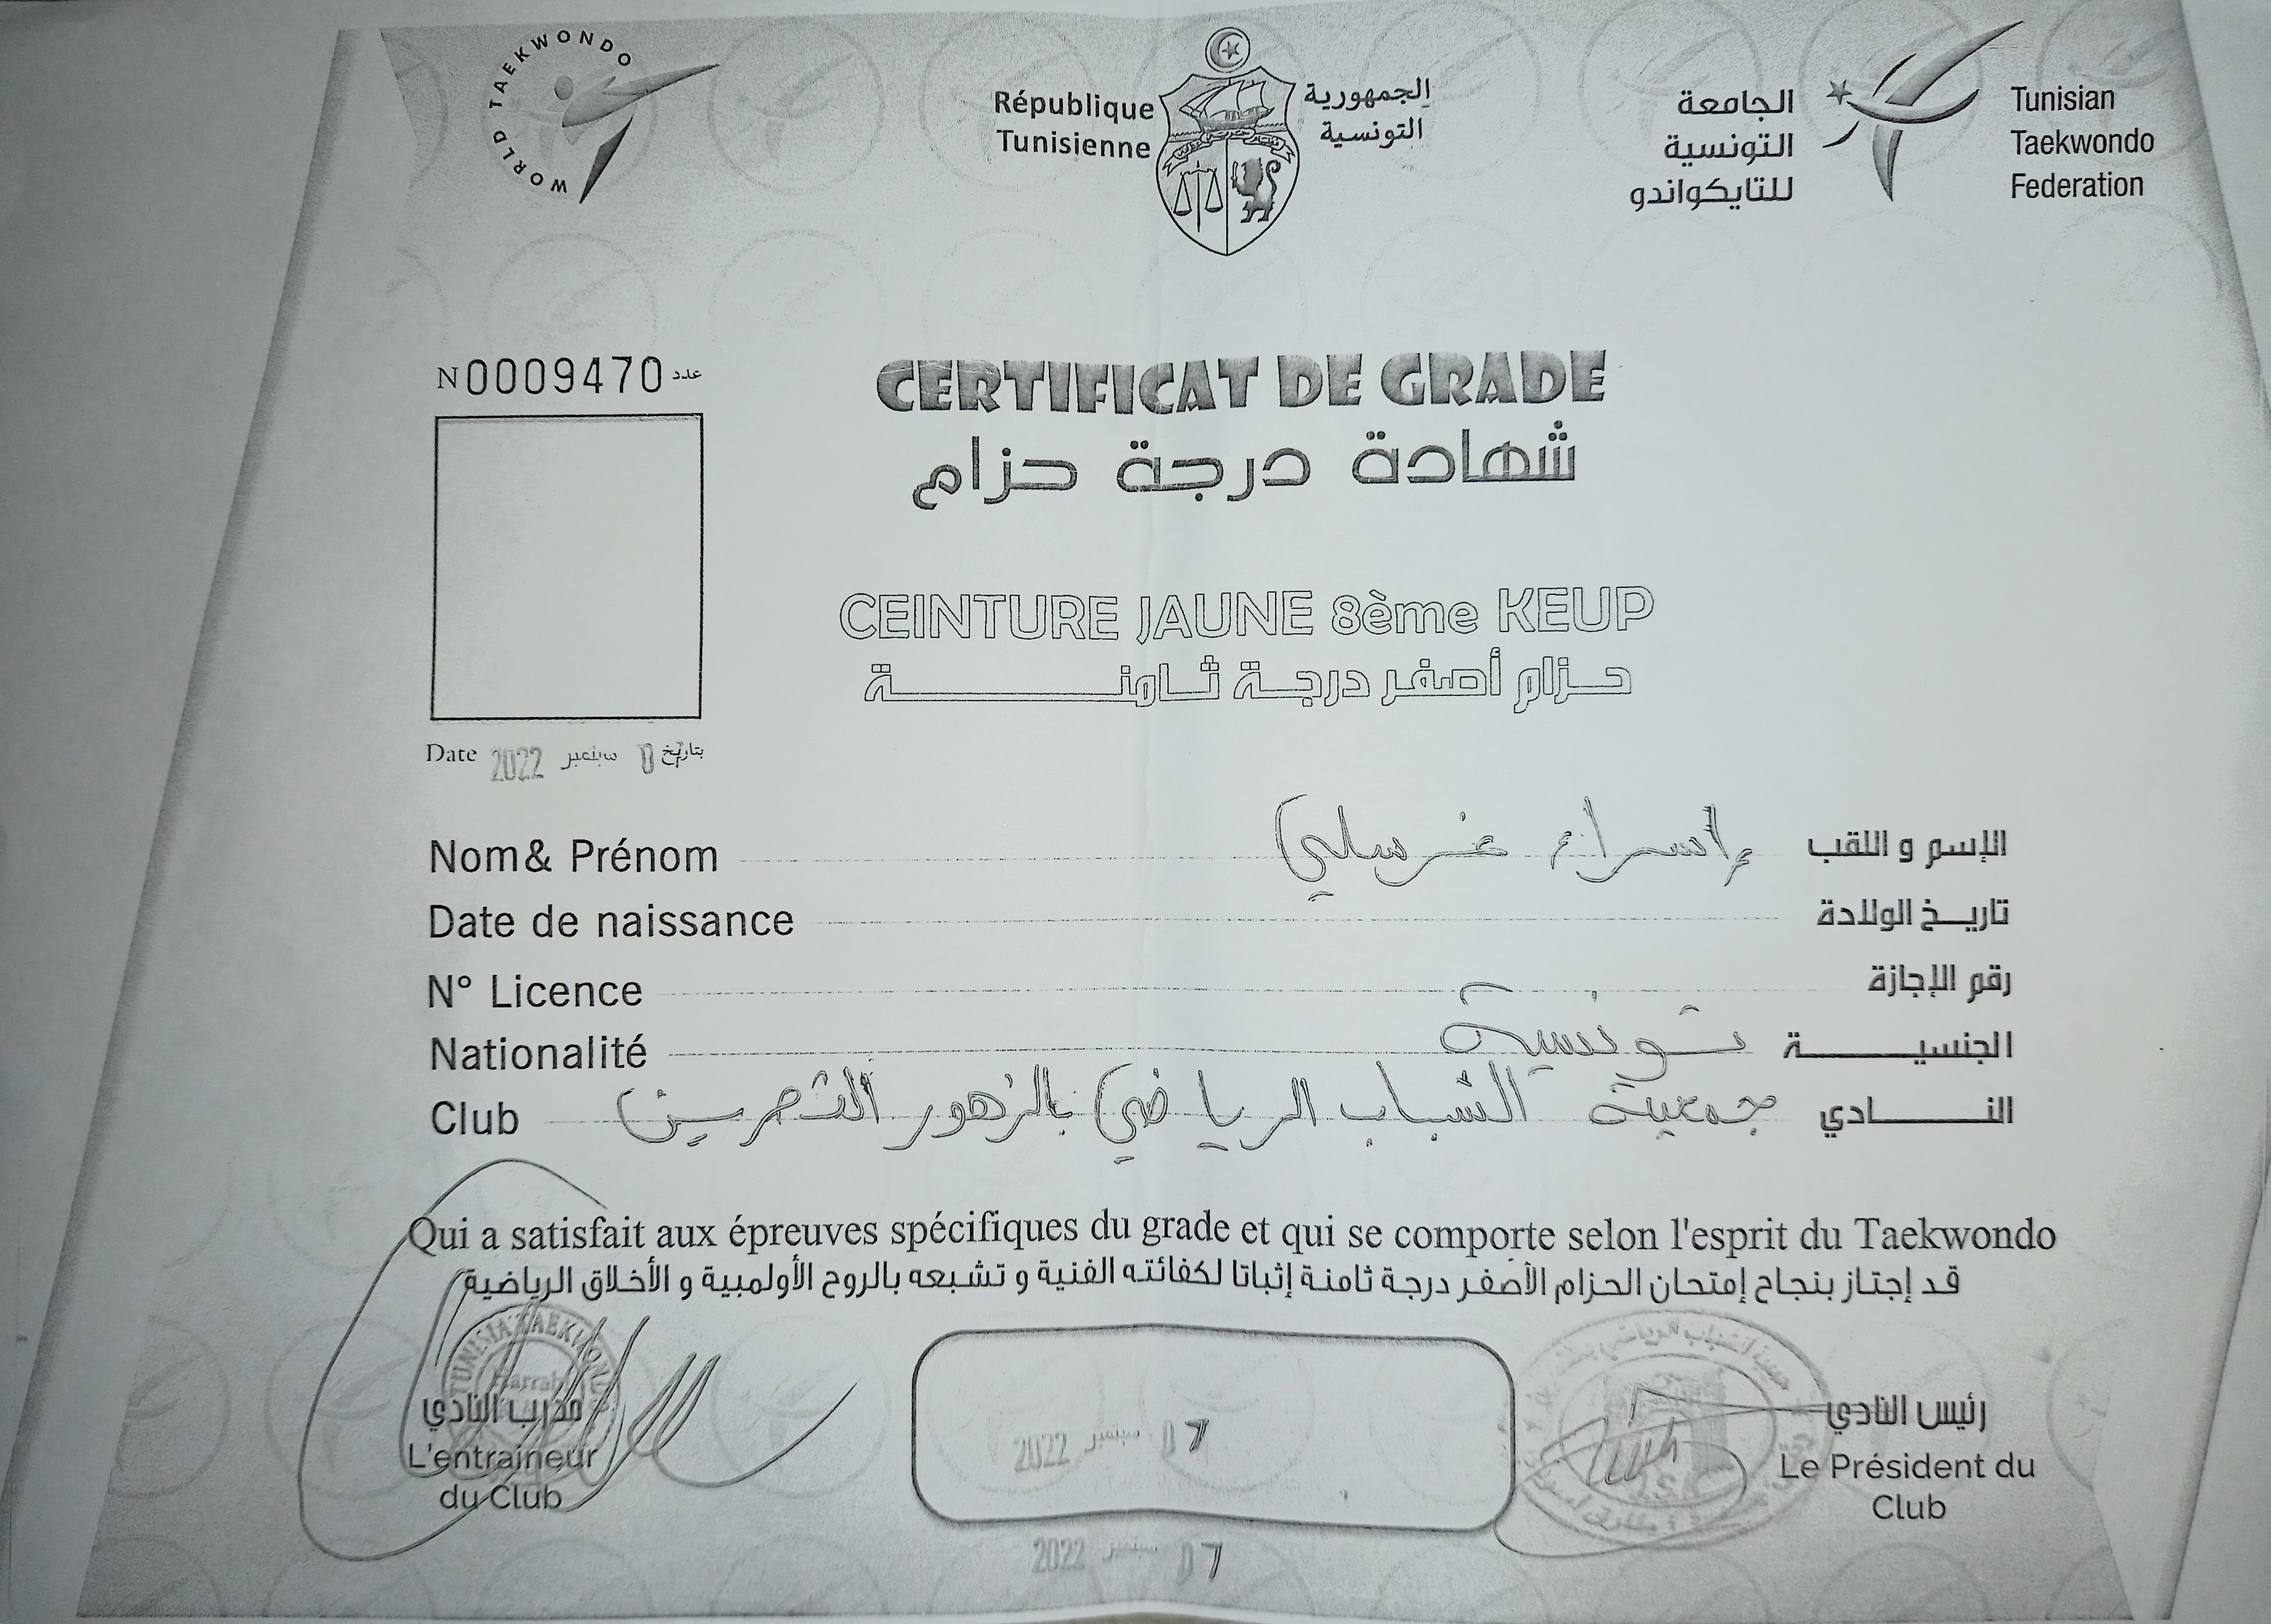 WORLD TAEKWONDO
République
Tunisienne
الجمهورية
التونسية
الجامعة
التونسية
للتايكواندو
Tunisian
Taekwondo
Federation
N 0009470 عدد
CERTIFICAT DE GRADE
شهادة درجة حزام
CEINTURE JAUNE 8ème KEUP
حزام أصفر درجة ثامنة
Date 2022 سبتمبر 07 بتاريخ
Nom& Prénom إسراء غرسلي الإسم و اللقب
Date de naissance تاريخ الولادة
N° Licence رقم الإجازة
Nationalité تونسية الجنسية
Club جمعية الشباب الرياضي بالزهور القصرين النادي
Qui a satisfait aux épreuves spécifiques du grade et qui se comporte selon l'esprit du Taekwondo
قد إجتاز بنجاح إمتحان الحزام الأصفر درجة ثامنة إثباتا لكفائته الفنية و تشبعه بالروح الأولمبية و الأخلاق الرياضية
TUNISIA TAEKWONDO
مدرب النادي
L'entraineur
du Club
07 سبتمبر 2022
07 سبتمبر 2022
رئيس النادي
Le Président du
Club